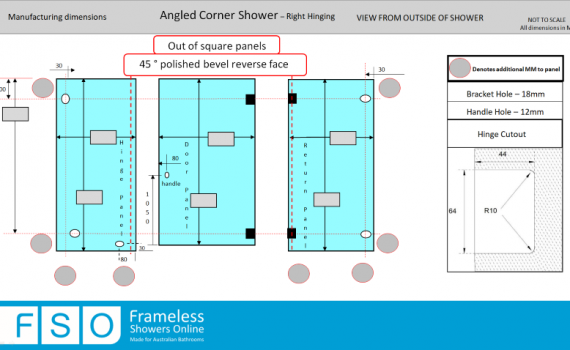 Manufacturing dimensions
Angled Corner Shower – Right Hinging
VIEW FROM OUTSIDE OF SHOWER
NOT TO SCALE
All dimensions in M
Out of square panels
45 ° polished bevel reverse face
30
30
00
Hinge panel
Door panel
Return panel
80
handle
1050
30
80
Denotes additional MM to panel
Bracket Hole – 18mm
Handle Hole – 12mm
Hinge Cutout
44
64
R10
FSO
Frameless
Showers Online
Made for Australian Bathrooms